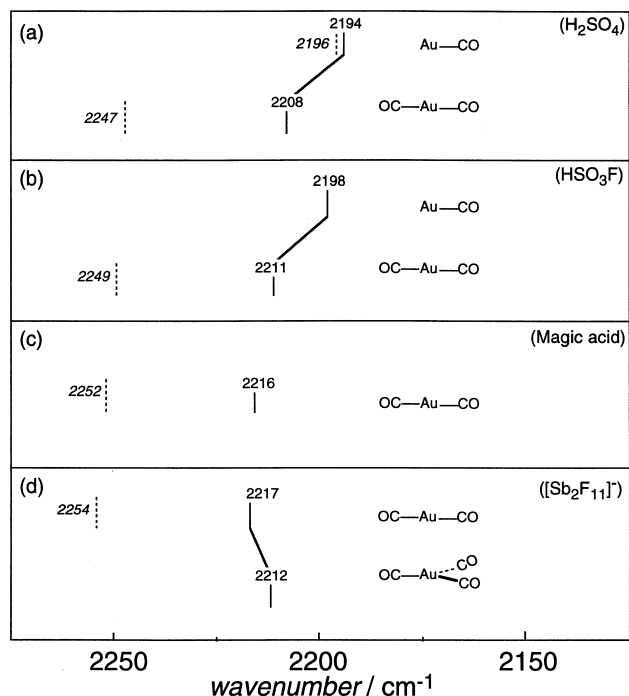 (a) 2194 (H₂SO₄)
2196 Au—CO
2208
2247 OC—Au—CO
(b) 2198 (HSO₃F)
Au—CO
2211
2249 OC—Au—CO
(c) (Magic acid)
2252 2216
OC—Au—CO
(d) 2217 ([Sb₂F₁₁]⁻)
2254 OC—Au—CO
2212 OC—Au CO
CO
2250 2200 2150
wavenumber / cm⁻¹